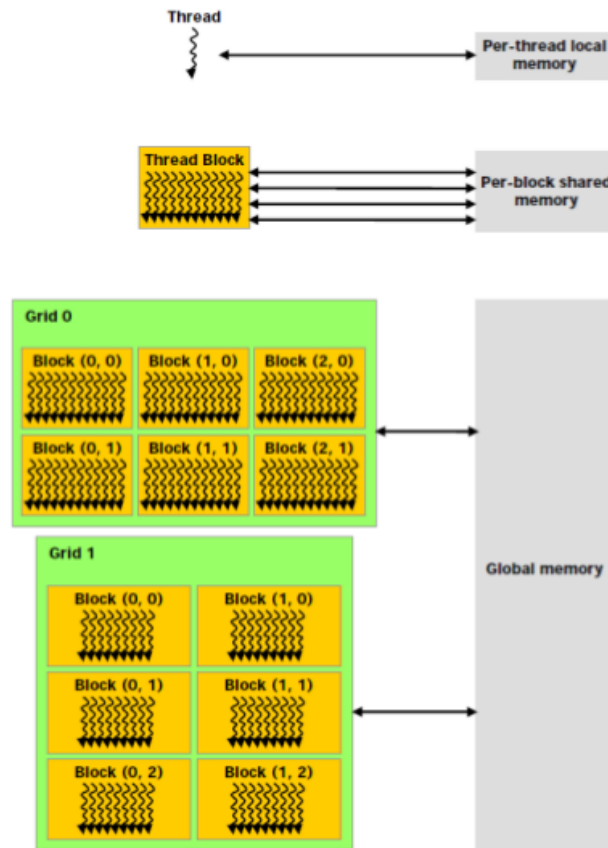 Thread
Per-thread local
memory
Thread Block
Per-block shared
memory
Grid 0
Block (0, 0) Block (1, 0) Block (2, 0)
Block (0, 1) Block (1, 1) Block (2, 1)
Global memory
Grid 1
Block (0, 0) Block (1, 0)
Block (0, 1) Block (1, 1)
Block (0, 2) Block (1, 2)